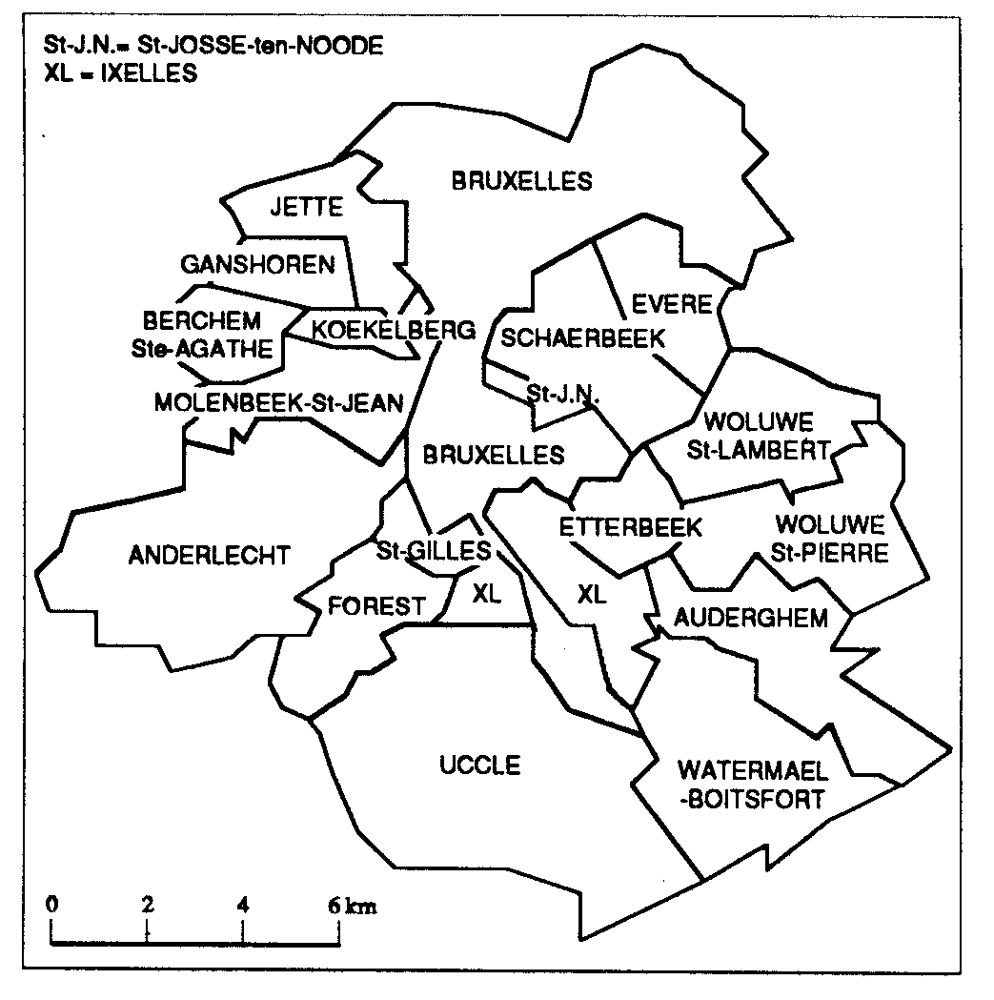 St-J.N.= St-JOSSE-ten-NOODE
XL = IXELLES
BRUXELLES
JETTE
GANSHOREN
EVERE
BERCHEM
Ste-AGATHE
KOEKELBERG
SCHAERBEEK
St-J.N.
MOLENBEEK-St-JEAN
WOLUWE
St-LAMBERT
BRUXELLES
ETTERBEEK
WOLUWE
St-PIERRE
ANDERLECHT
St-GILLES
XL
XL
FOREST
AUDERGHEM
UCCLE
WATERMAEL
-BOITSFORT
0 2 4 6 km